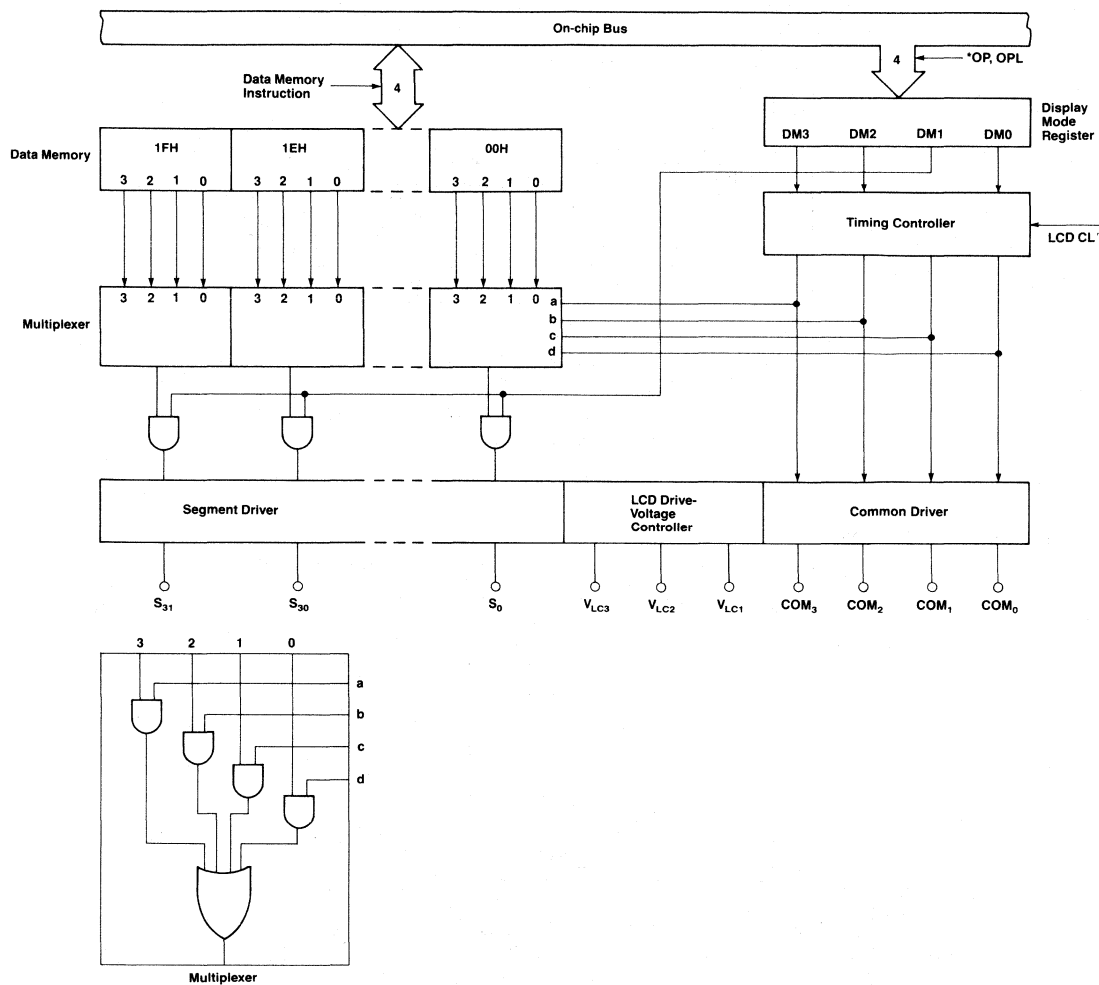 On-chip Bus
4
*OP, OPL
Data Memory
Instruction
4
Display
Mode
Register
DM3 DM2 DM1 DM0
Data Memory
1FH 1EH 00H
3 2 1 0 3 2 1 0 3 2 1 0
Timing Controller
LCD CL
Multiplexer
3 2 1 0 3 2 1 0 3 2 1 0
a
b
c
d
Segment Driver
LCD Drive-
Voltage
Controller
Common Driver
S31 S30 S0 VLC3 VLC2 VLC1 COM3 COM2 COM1 COM0
3 2 1 0
a
b
c
d
Multiplexer